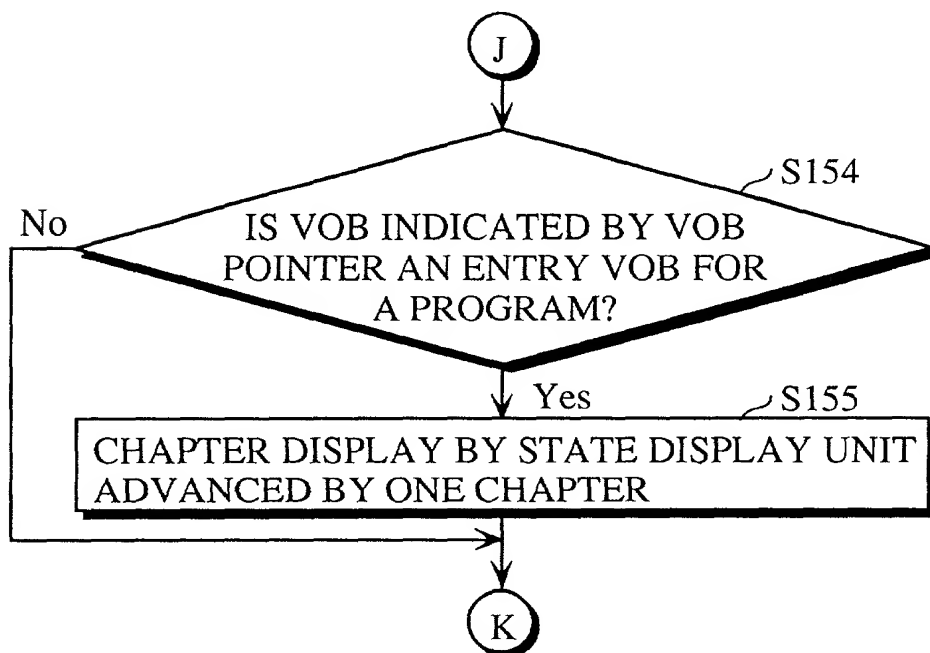 J
S154
No
IS VOB INDICATED BY VOB
POINTER AN ENTRY VOB FOR
A PROGRAM?
Yes
S155
CHAPTER DISPLAY BY STATE DISPLAY UNIT
ADVANCED BY ONE CHAPTER
K